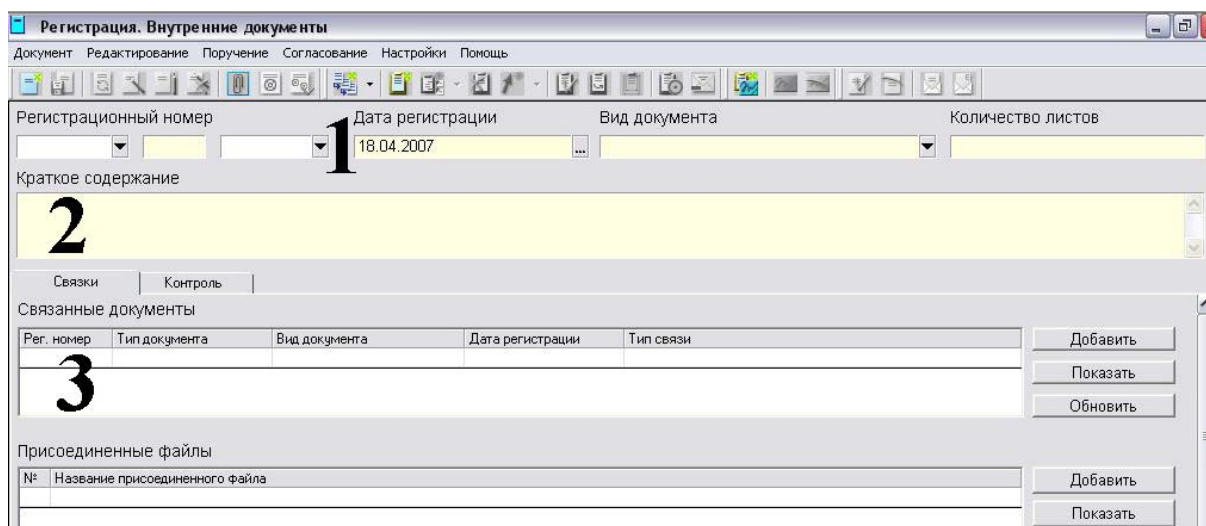 Регистрация. Внутренние документы
Документ Редактирование Поручение Согласование Настройки Помощь
Регистрационный номер Дата регистрации Вид документа Количество листов
1 18.04.2007 ...
Краткое содержание
2
Связки Контроль
Связанные документы
Рег. номер Тип документа Вид документа Дата регистрации Тип связи Добавить
3 Показать
Обновить
Присоединенные файлы
№ Название присоединенного файла Добавить
Показать